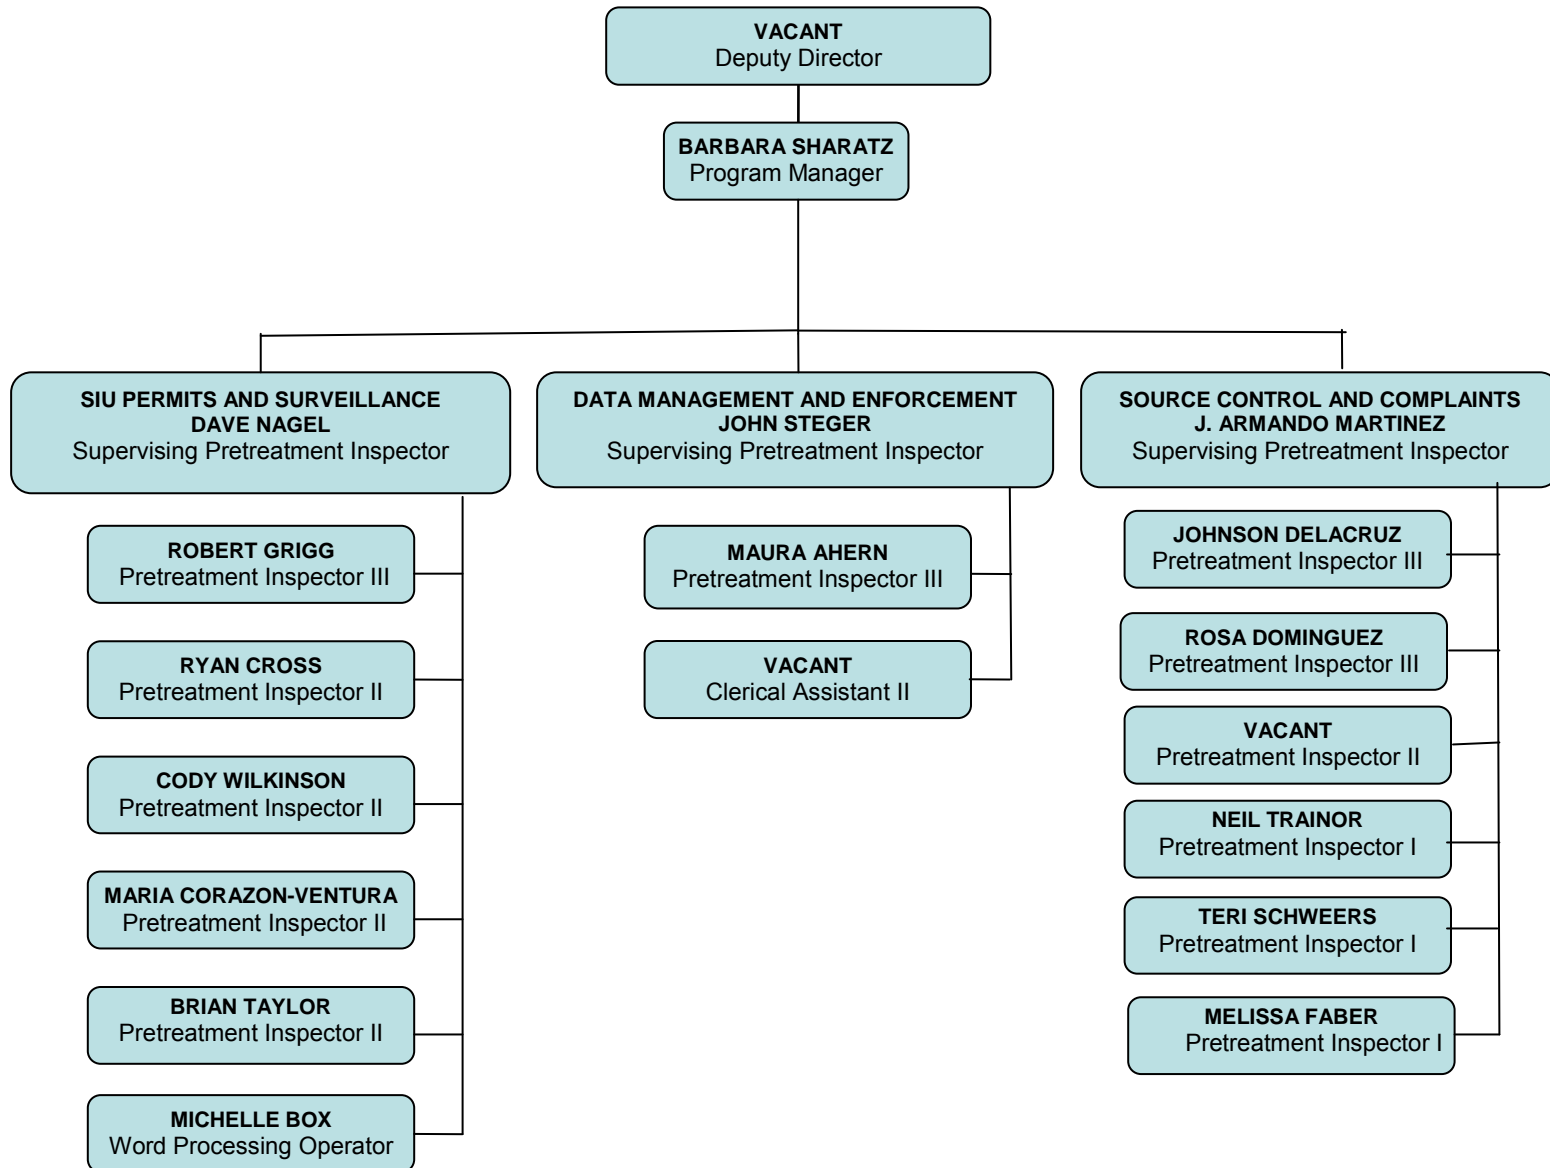 VACANT
Deputy Director
BARBARA SHARATZ
Program Manager
SIU PERMITS AND SURVEILLANCE
DAVE NAGEL
Supervising Pretreatment Inspector
ROBERT GRIGG
Pretreatment Inspector III
RYAN CROSS
Pretreatment Inspector II
CODY WILKINSON
Pretreatment Inspector II
MARIA CORAZON-VENTURA
Pretreatment Inspector II
BRIAN TAYLOR
Pretreatment Inspector II
MICHELLE BOX
Word Processing Operator
DATA MANAGEMENT AND ENFORCEMENT
JOHN STEGER
Supervising Pretreatment Inspector
MAURA AHERN
Pretreatment Inspector III
VACANT
Clerical Assistant II
SOURCE CONTROL AND COMPLAINTS
J. ARMANDO MARTINEZ
Supervising Pretreatment Inspector
JOHNSON DELACRUZ
Pretreatment Inspector III
ROSA DOMINGUEZ
Pretreatment Inspector III
VACANT
Pretreatment Inspector II
NEIL TRAINOR
Pretreatment Inspector I
TERI SCHWEERS
Pretreatment Inspector I
MELISSA FABER
Pretreatment Inspector I